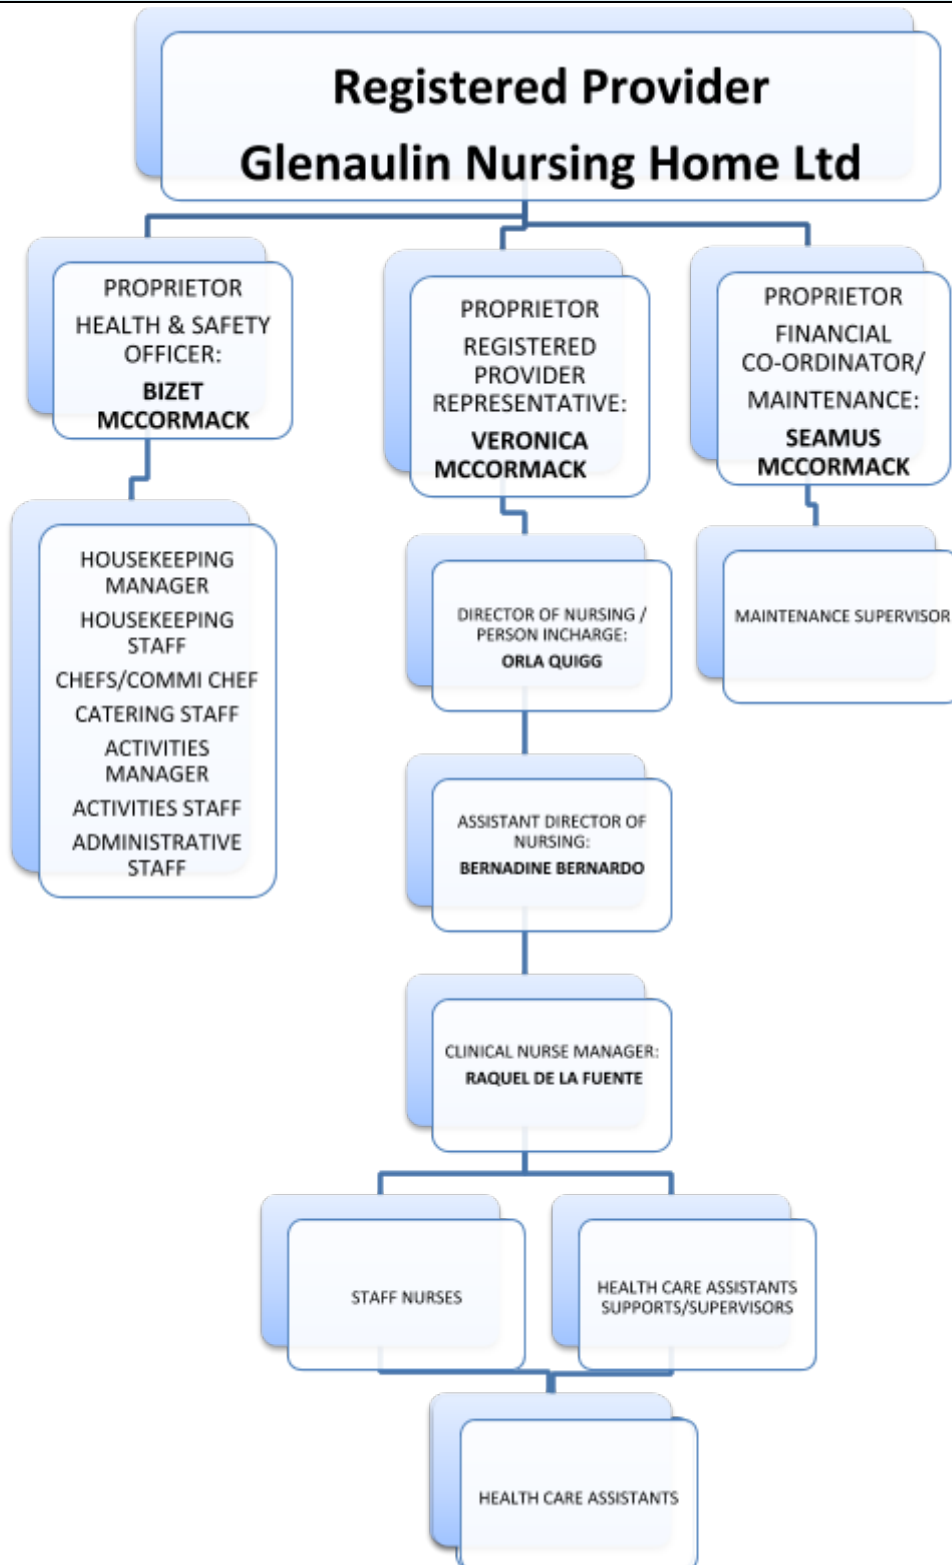 Registered Provider
Glenaulin Nursing Home Ltd
PROPRIETOR
HEALTH & SAFETY
OFFICER:
BIZET
MCCORMACK
PROPRIETOR
REGISTERED
PROVIDER
REPRESENTATIVE:
VERONICA
MCCORMACK
PROPRIETOR
FINANCIAL
CO-ORDINATOR/
MAINTENANCE:
SEAMUS
MCCORMACK
HOUSEKEEPING
MANAGER
HOUSEKEEPING
STAFF
CHEFS/COMMI CHEF
CATERING STAFF
ACTIVITIES
MANAGER
ACTIVITIES STAFF
ADMINISTRATIVE
STAFF
DIRECTOR OF NURSING /
PERSON INCHARGE:
ORLA QUIGG
MAINTENANCE SUPERVISOR
ASSISTANT DIRECTOR OF
NURSING:
BERNADINE BERNARDO
CLINICAL NURSE MANAGER:
RAQUEL DE LA FUENTE
STAFF NURSES
HEALTH CARE ASSISTANTS
SUPPORTS/SUPERVISORS
HEALTH CARE ASSISTANTS